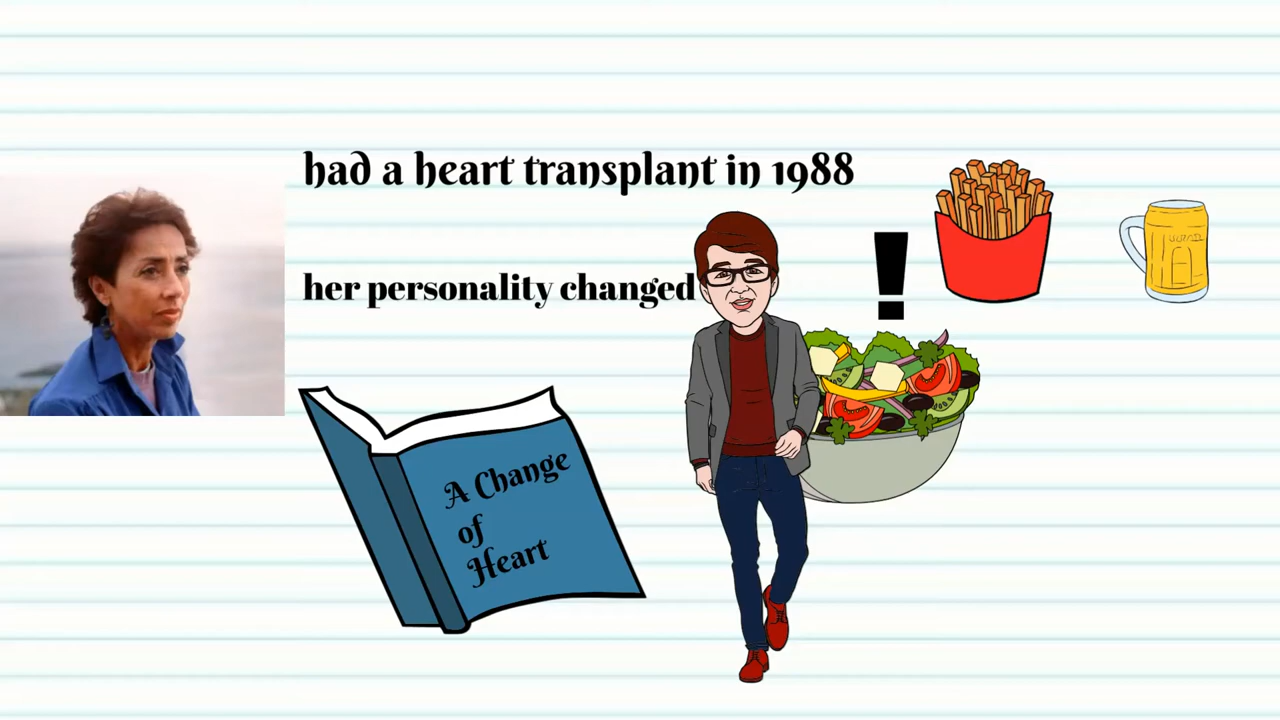 had a heart transplant in 1988
her personality changed
!
A Change
of
Heart